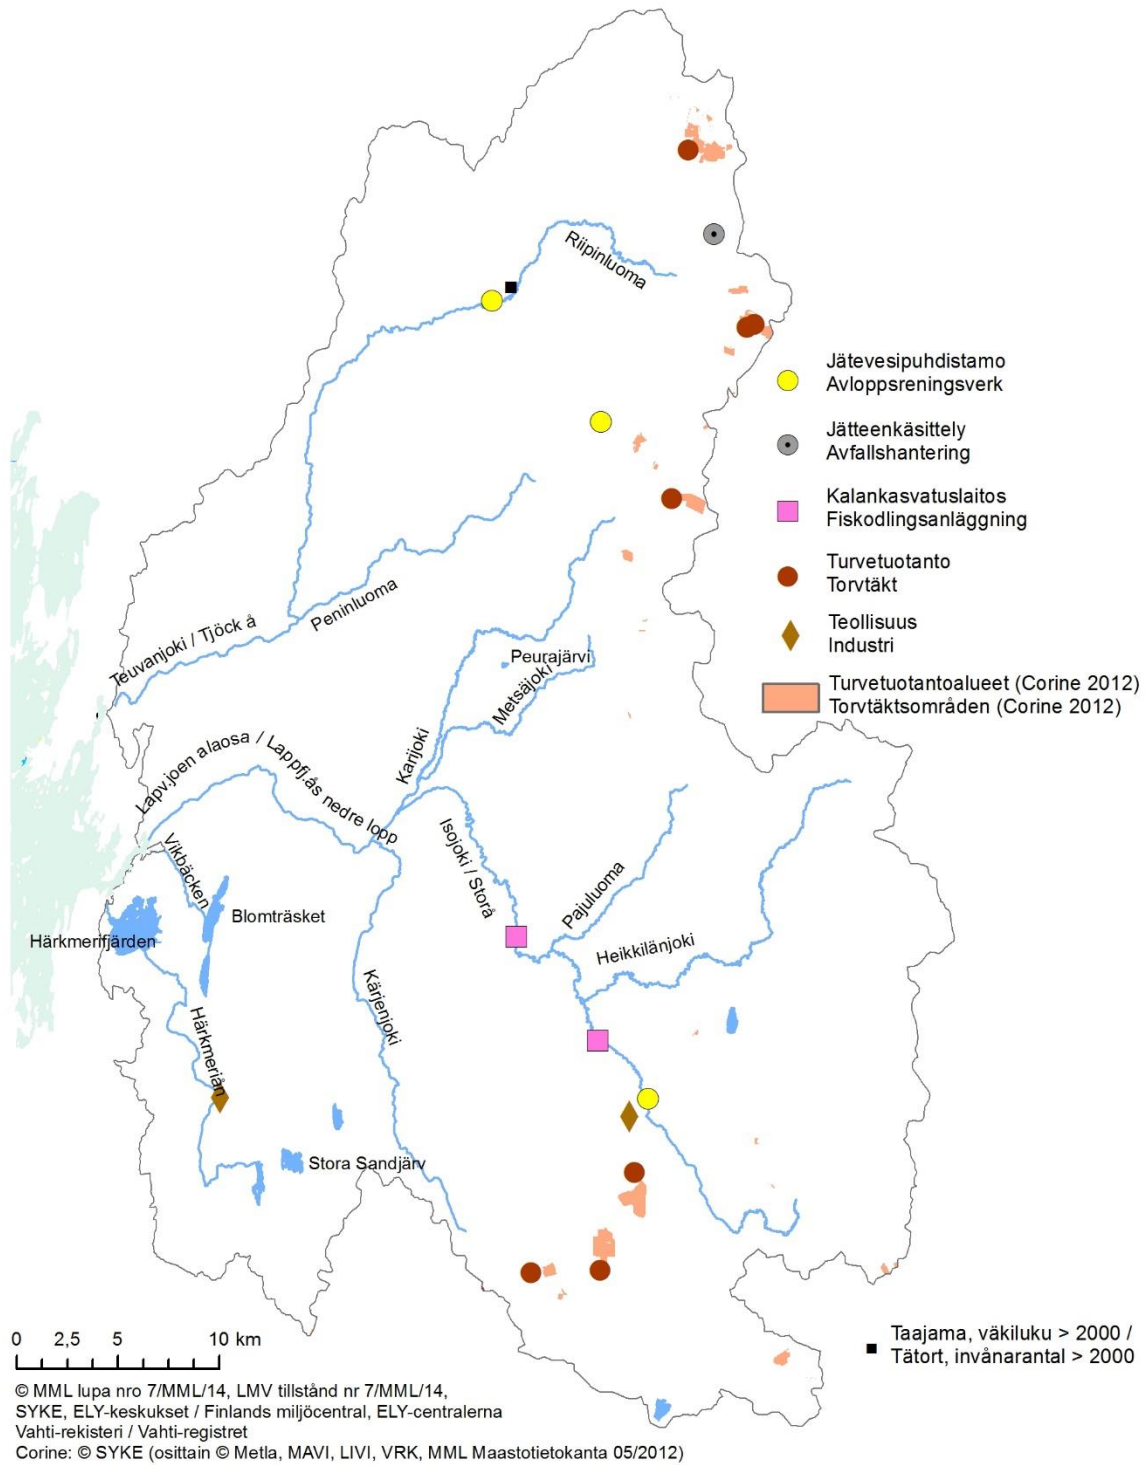 Riipinluoma
Jätevesipuhdistamo
Avloppsreningsverk
Jätteenkäsittely
Avfallshantering
Kalankasvatuslaitos
Fiskodlingsanläggning
Turvetuotanto
Torvtäkt
Teollisuus
Industri
Turvetuotantoalueet (Corine 2012)
Torvtäktsområden (Corine 2012)
Peninluoma
Teuvanjoki / Tjöck å
Peurajärvi
Metsäjoki
Karijoki
Lapv.joen alaosa / Lappfj.ås nedre lopp
Isojoki / Storå
Vikbäcken
Pajuluoma
Blomträsket
Härkmerifjärden
Heikkilänjoki
Kärjenjoki
Härkmeriån
Stora Sandjärv
0 2,5 5 10 km
Taajama, väkiluku > 2000 /
Tätort, invånarantal > 2000
© MML lupa nro 7/MML/14, LMV tillstånd nr 7/MML/14,
SYKE, ELY-keskukset / Finlands miljöcentral, ELY-centralerna
Vahti-rekisteri / Vahti-registret
Corine: © SYKE (osittain © Metla, MAVI, LIVI, VRK, MML Maastotietokanta 05/2012)